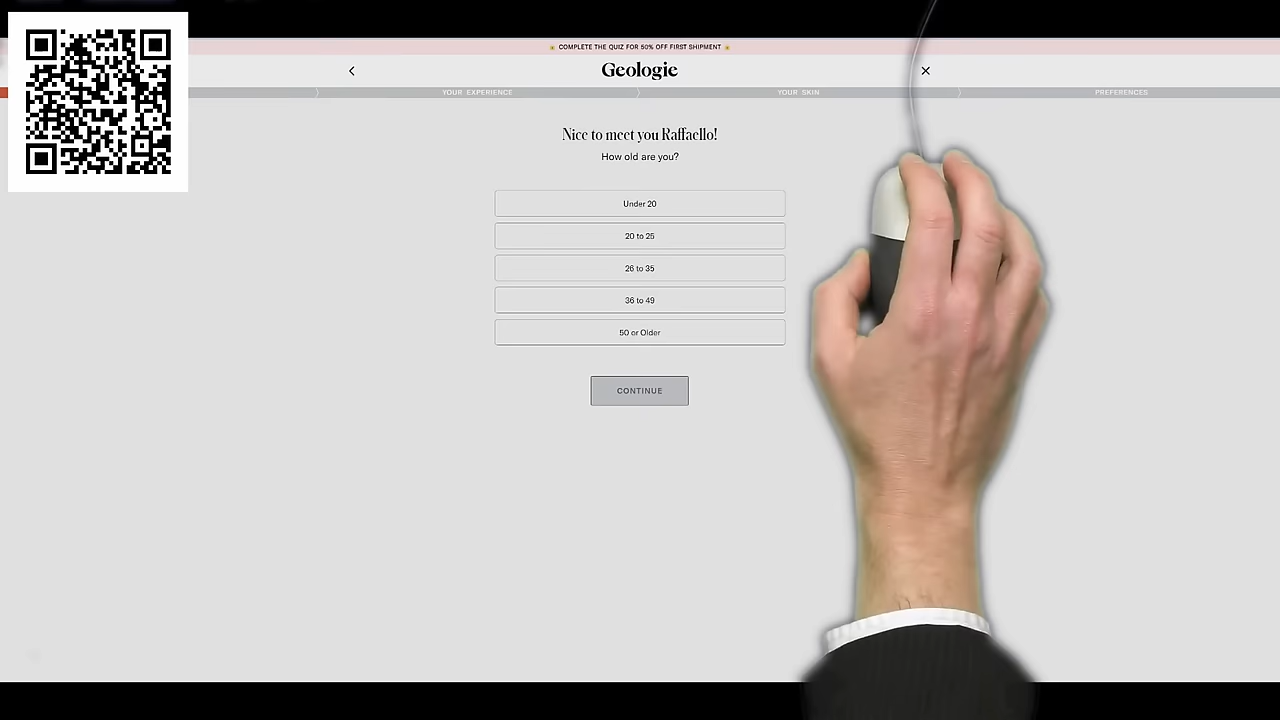 COMPLETE THE QUIZ FOR 50% OFF FIRST SHIPMENT
Geologie
YOUR EXPERIENCE
YOUR SKIN
PREFERENCES
Nice to meet you Raffaello!
How old are you?
Under 20
20 to 25
26 to 35
36 to 49
50 or Older
CONTINUE